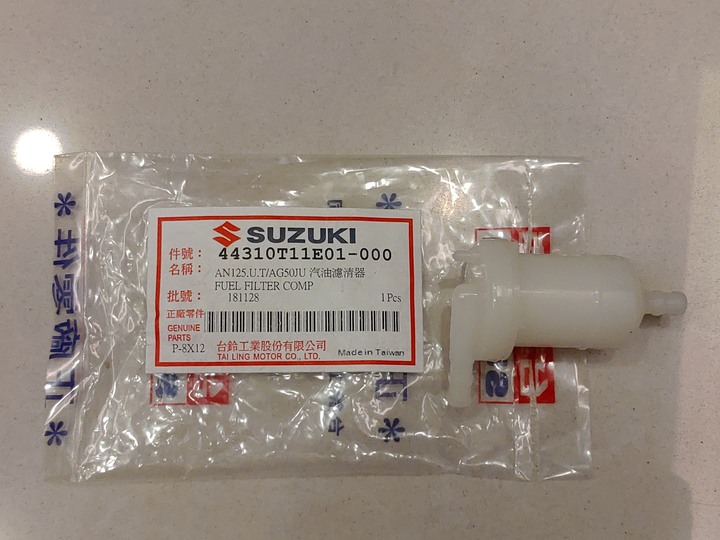 SUZUKI
件號： 44310T11E01-000
名稱： AN125,U.T/AG50JU 汽油濾清器
FUEL FILTER COMP
批號： 181128 1Pcs
正廠零件
GENUINE
PARTS
P-8X12
台鈴工業股份有限公司
TAI LING MOTOR CO., LTD.
Made in Taiwan